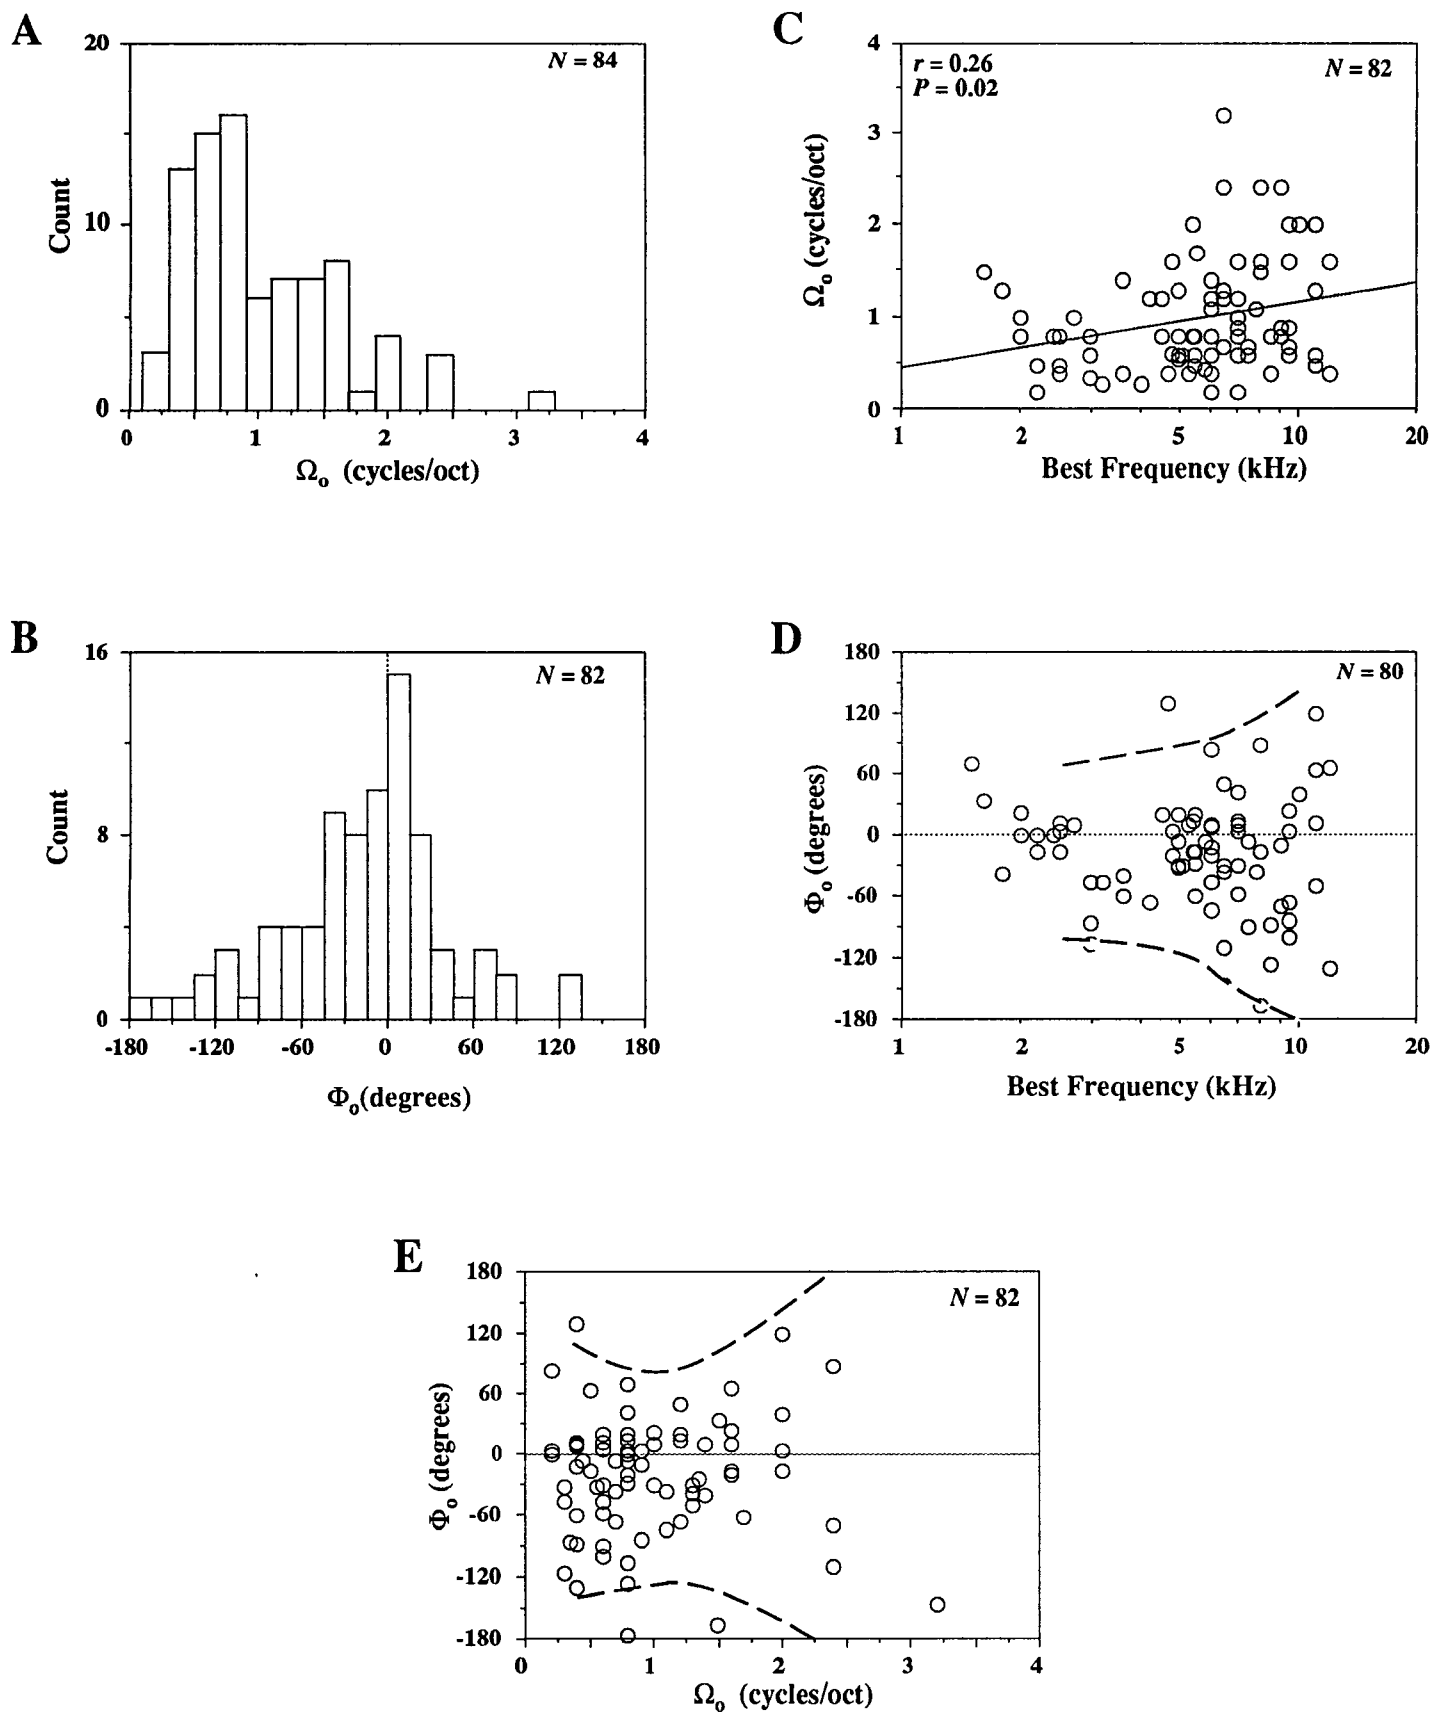 A
20
10
0
Count
N = 84
0 1 2 3 4
Ωo (cycles/oct)
C
4
3
2
1
0
Ωo (cycles/oct)
r = 0.26
P = 0.02
N = 82
1 2 5 10 20
Best Frequency (kHz)
B
16
8
0
Count
N = 82
-180 -120 -60 0 60 120 180
Φo(degrees)
D
180
120
60
0
-60
-120
-180
Φo (degrees)
N = 80
1 2 5 10 20
Best Frequency (kHz)
E
180
120
60
0
-60
-120
-180
Φo (degrees)
N = 82
0 1 2 3 4
Ωo (cycles/oct)